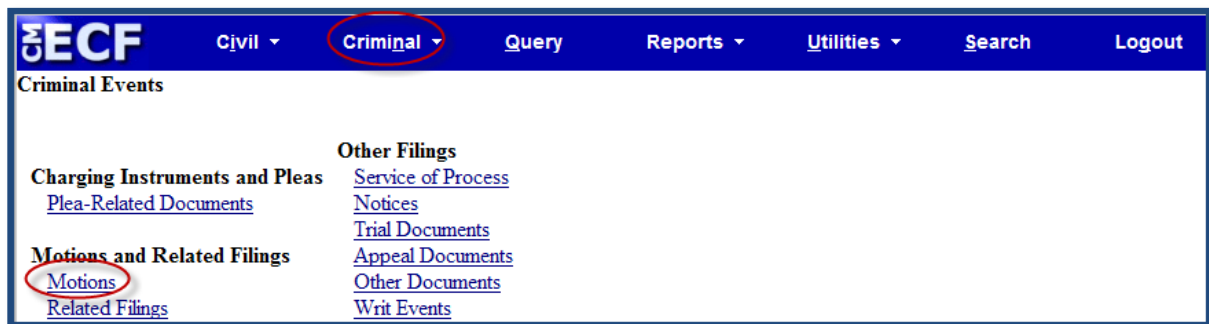 CM ECF Civil Criminal Query Reports Utilities Search Logout
Criminal Events
Charging Instruments and Pleas
Plea-Related Documents
Motions and Related Filings
Motions
Related Filings
Other Filings
Service of Process
Notices
Trial Documents
Appeal Documents
Other Documents
Writ Events